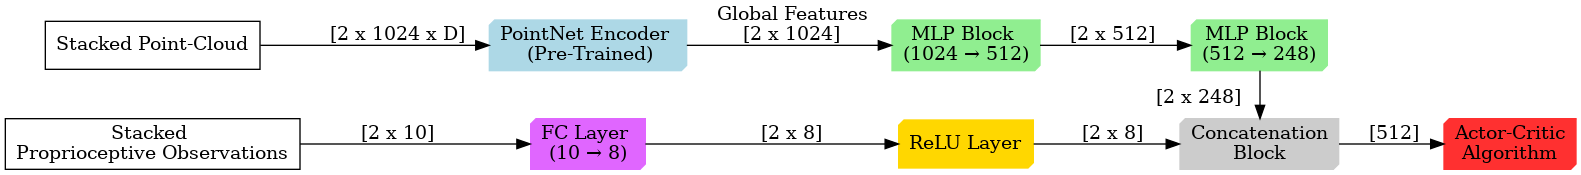 Stacked Point-Cloud
[2 x 1024 x D]
PointNet Encoder
(Pre-Trained)
Global Features
[2 x 1024]
MLP Block
(1024 → 512)
[2 x 512]
MLP Block
(512 → 248)
[2 x 248]
Stacked
Proprioceptive Observations
[2 x 10]
FC Layer
(10 → 8)
[2 x 8]
ReLU Layer
[2 x 8]
Concatenation
Block
[512]
Actor-Critic
Algorithm